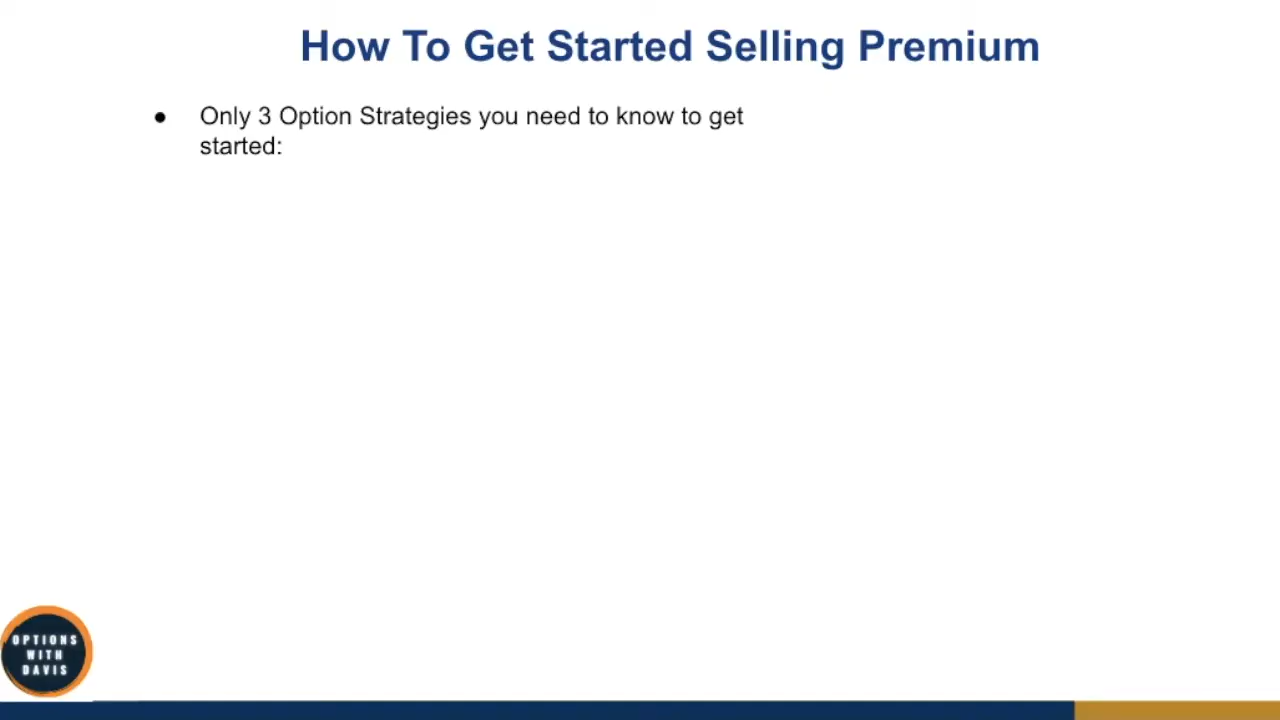 How To Get Started Selling Premium
● Only 3 Option Strategies you need to know to get
started:
OPTIONS
WITH
DAVIS